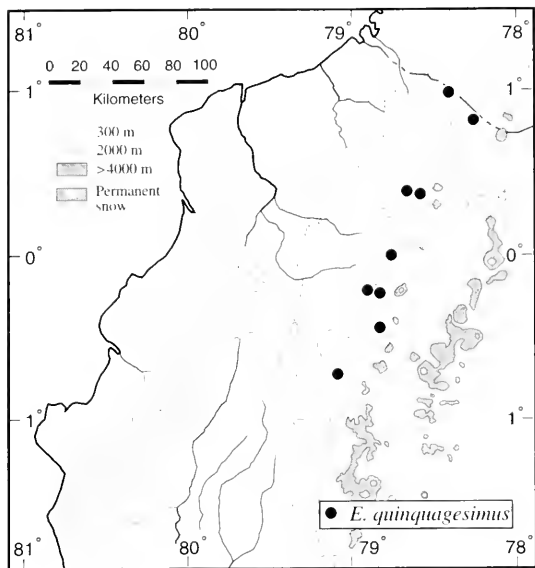 81° 80 79 78
0 20 40 60 80 100
Kilometers
300 m
2000 m
>4000 m
Permanent
snow
1° 1°
0° 0°
1° 1°
E. quinquagesimus
81° 80 79 78°